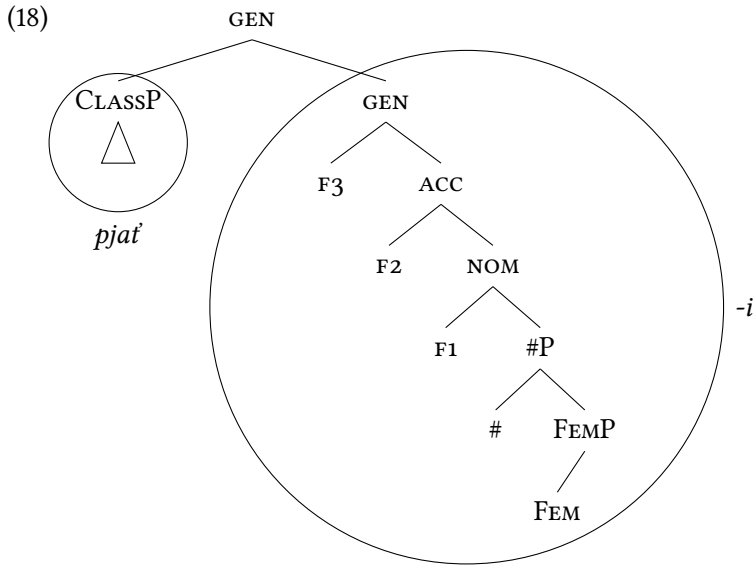 (18) GEN
CLASSP GEN
pjat'
F3 ACC
F2 NOM
-i
F1 #P
# FEMP
FEM